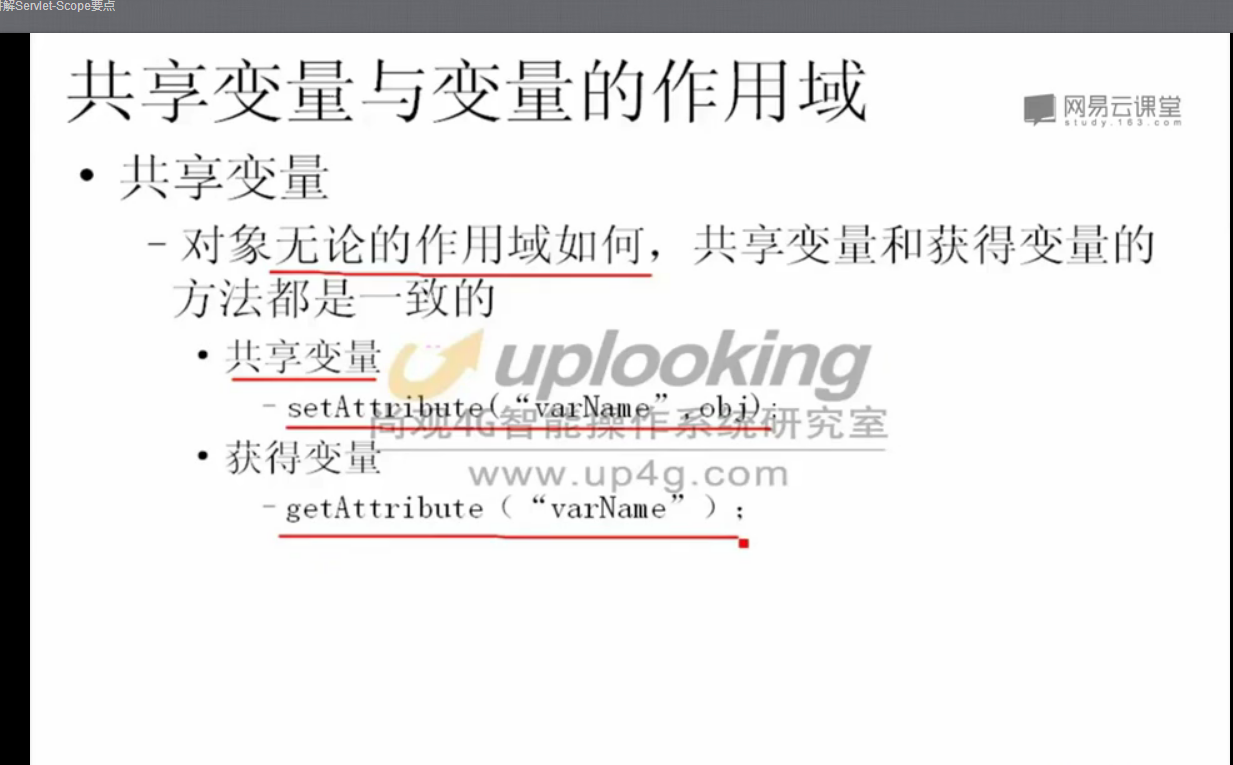 解Servlet-Scope要点
共享变量与变量的作用域
网易云课堂
study.163.com
• 共享变量
– 对象无论的作用域如何，共享变量和获得变量的
方法都是一致的
• 共享变量
uplooking
– setAttribute(“varName”,obj);
尚观4G智能操作系统研究室
• 获得变量
www.up4g.com
– getAttribute（“varName”）；